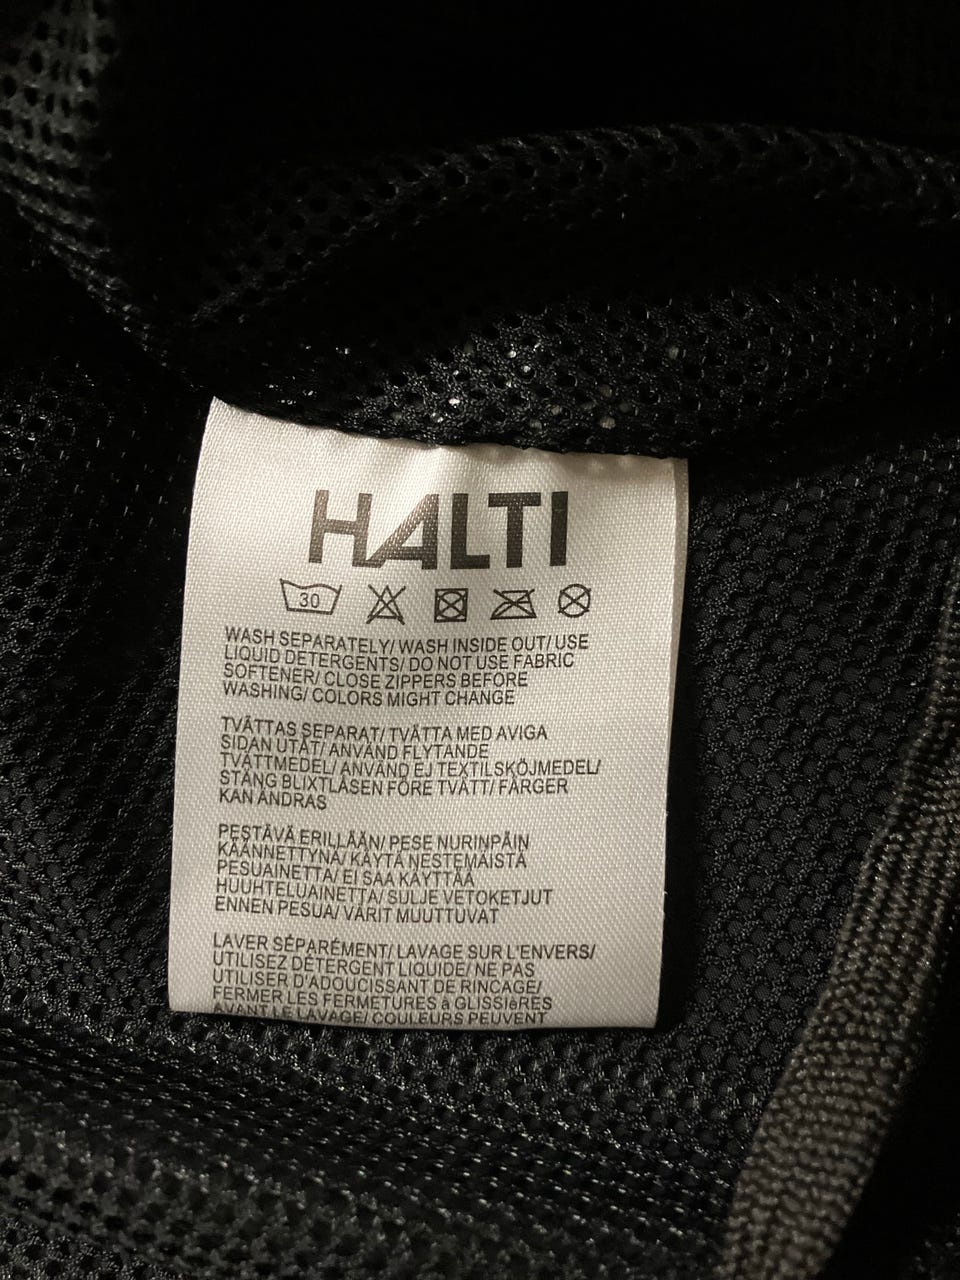 HALTI
30
WASH SEPARATELY/ WASH INSIDE OUT/ USE
LIQUID DETERGENTS/ DO NOT USE FABRIC
SOFTENER/ CLOSE ZIPPERS BEFORE
WASHING/ COLORS MIGHT CHANGE
TVÄTTAS SEPARAT/ TVÄTTA MED AVIGA
SIDAN UTÅT/ ANVÄND FLYTANDE
TVÄTTMEDEL/ ANVÄND EJ TEXTILSKÖJMEDEL/
STÄNG BLIXTLÅSEN FÖRE TVÄTT/ FÄRGER
KAN ÄNDRAS
PESTÄVÄ ERILLÄÄN/ PESE NURINPÄIN
KÄÄNNETTYNÄ/ KÄYTÄ NESTEMÄISTÄ
PESUAINETTA/ EI SAA KÄYTTÄÄ
HUUHTELUAINETTA/ SULJE VETOKETJUT
ENNEN PESUA/ VÄRIT MUUTTUVAT
LAVER SÉPARÉMENT/ LAVAGE SUR L'ENVERS/
UTILISEZ DÉTERGENT LIQUIDE/ NE PAS
UTILISER D'ADOUCISSANT DE RINCAGE/
FERMER LES FERMETURES à GLISSIèRES
AVANT LE LAVAGE/ COULEURS PEUVENT